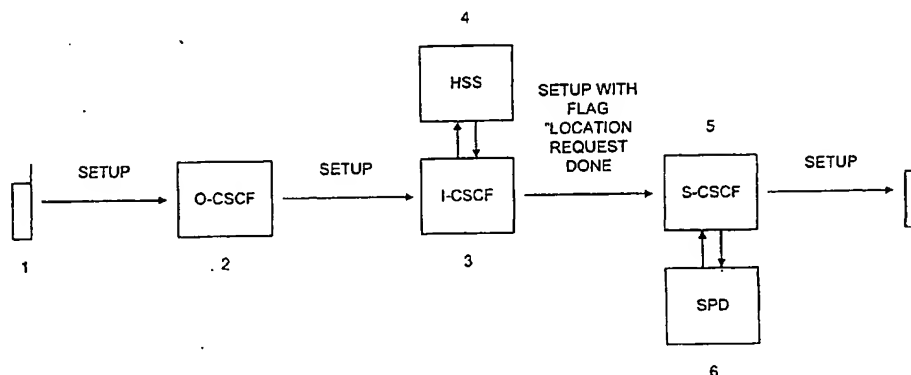 4
HSS
SETUP WITH
FLAG
"LOCATION
REQUEST
DONE
5
SETUP
O-CSCF
SETUP
I-CSCF
S-CSCF
SETUP
1
2
3
SPD
6